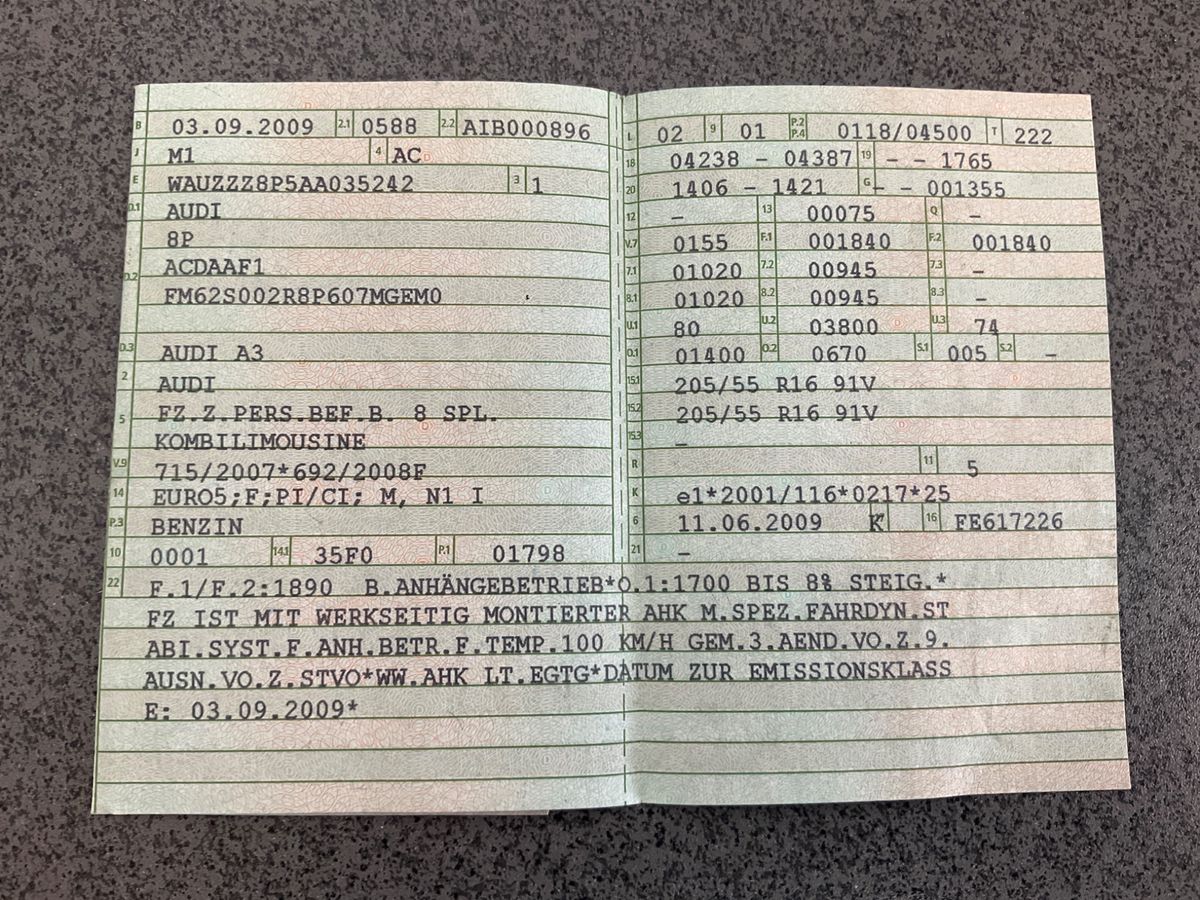 B 03.09.2009 2.1 0588 2.2 AIB000896
J M1 4 AC
E WAUZZZ8P5AA035242 3 1
D.1 AUDI
8P
D.2 ACDAAF1
FM62S002R8P607MGEM0
D.3 AUDI A3
2 AUDI
5 FZ.Z.PERS.BEF.B. 8 SPL.
KOMBILIMOUSINE
V.9 715/2007*692/2008F
14 EURO5;F;PI/CI; M, N1 I
P.3 BENZIN
10 0001 14.1 35F0 P.1 01798
L 02 9 01 P.2 P.4 0118/04500 T 222
18 04238 - 04387 19 - - 1765
20 1406 - 1421 G - - 001355
12 - 13 00075 Q -
V.7 0155 F.1 001840 F.2 001840
7.1 01020 7.2 00945 7.3 -
8.1 01020 8.2 00945 8.3 -
U.1 80 U.2 03800 U.3 74
O.1 01400 O.2 0670 S.1 005 S.2 -
15.1 205/55 R16 91V
15.2 205/55 R16 91V
15.3 -
R 11 5
K e1*2001/116*0217*25
6 11.06.2009 K 16 FE617226
21 -
22 F.1/F.2:1890 B.ANHÄNGEBETRIEB*O.1:1700 BIS 8% STEIG.*
FZ IST MIT WERKSEITIG MONTIERTER AHK M.SPEZ.FAHRDYN.ST
ABI.SYST.F.ANH.BETR.F.TEMP.100 KM/H GEM.3.AEND.VO.Z.9.
AUSN.VO.Z.STVO*WW.AHK LT.EGTG*DATUM ZUR EMISSIONSKLASS
E: 03.09.2009*